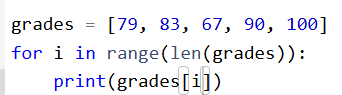 grades = [79, 83, 67, 90, 100]
for i in range(len(grades)):
    print(grades[i])